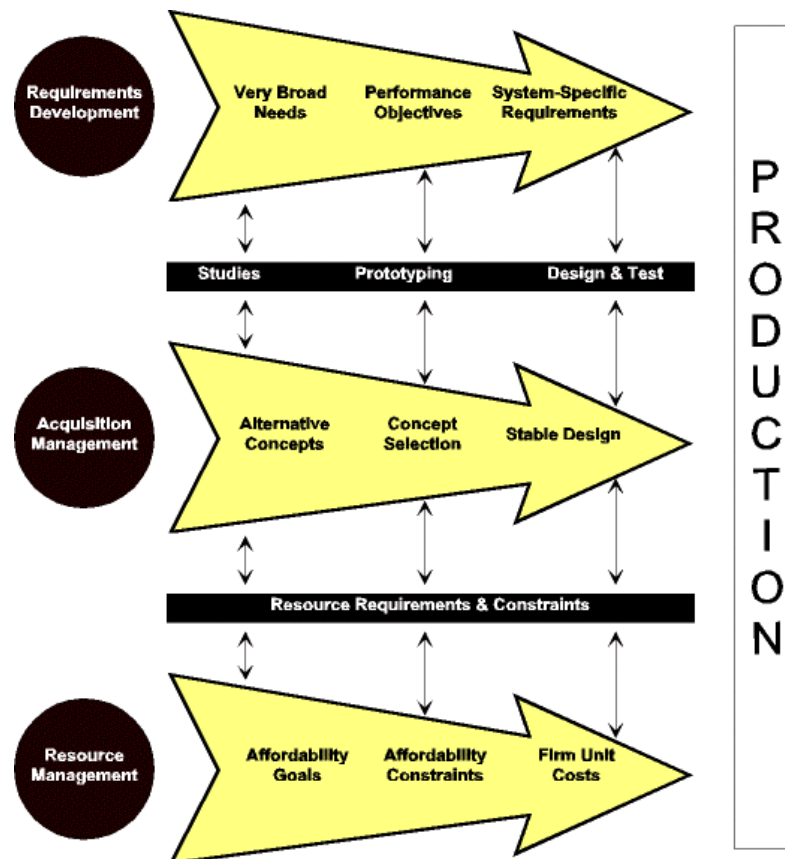 Requirements
Development
Very Broad
Needs
Performance
Objectives
System-Specific
Requirements
Studies
Prototyping
Design & Test
Acquisition
Management
Alternative
Concepts
Concept
Selection
Stable Design
Resource Requirements & Constraints
Resource
Management
Affordability
Goals
Affordability
Constraints
Firm Unit
Costs
PRODUCTION